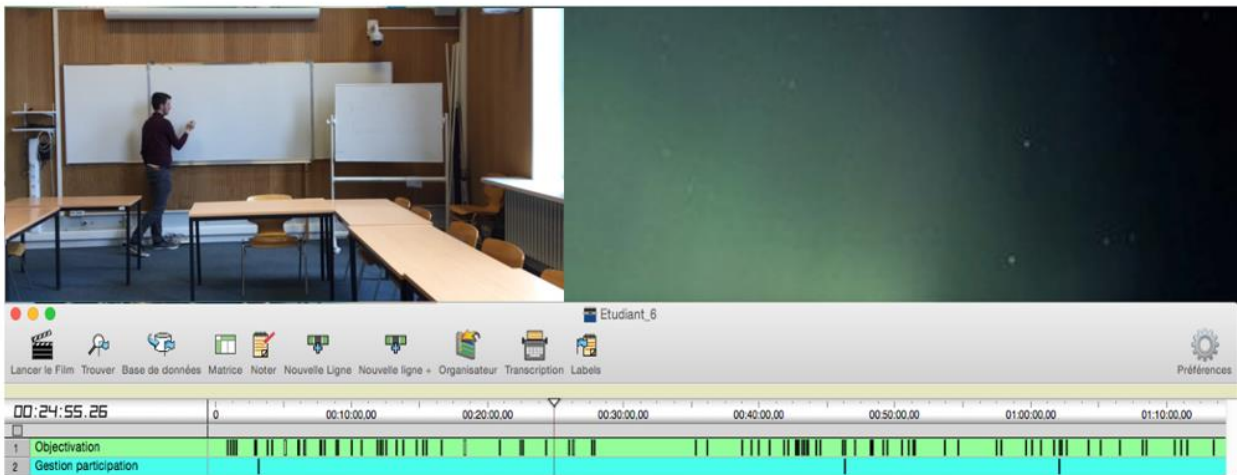 Etudiant_6
Lancer le Film Trouver Base de données Matrice Noter Nouvelle Ligne Nouvelle ligne + Organisateur Transcription Labels Préférences
00:24:55.26 0 00:10:00.00 00:20:00.00 00:30:00.00 00:40:00.00 00:50:00.00 01:00:00.00 01:10:00.00
1 Objectivation
2 Gestion participation